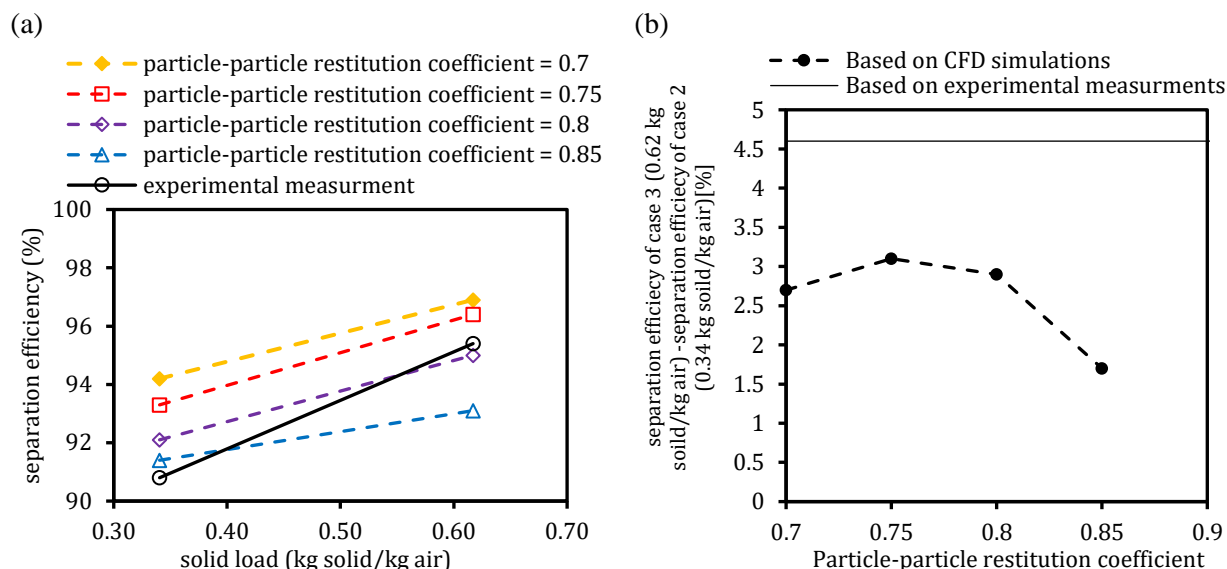 (a)
particle-particle restitution coefficient = 0.7
particle-particle restitution coefficient = 0.75
particle-particle restitution coefficient = 0.8
particle-particle restitution coefficient = 0.85
experimental measurment
separation efficiency (%)
100
98
96
94
92
90
0.30
0.40
0.50
0.60
0.70
solid load (kg solid/kg air)
(b)
Based on CFD simulations
Based on experimental measurments
separation efficiecy of case 3 (0.62 kg
soild/kg air) -separation efficiecy of case 2
(0.34 kg soild/kg air)[%]
5
4.5
4
3.5
3
2.5
2
1.5
1
0.5
0
0.7
0.75
0.8
0.85
0.9
Particle-particle restitution coefficient